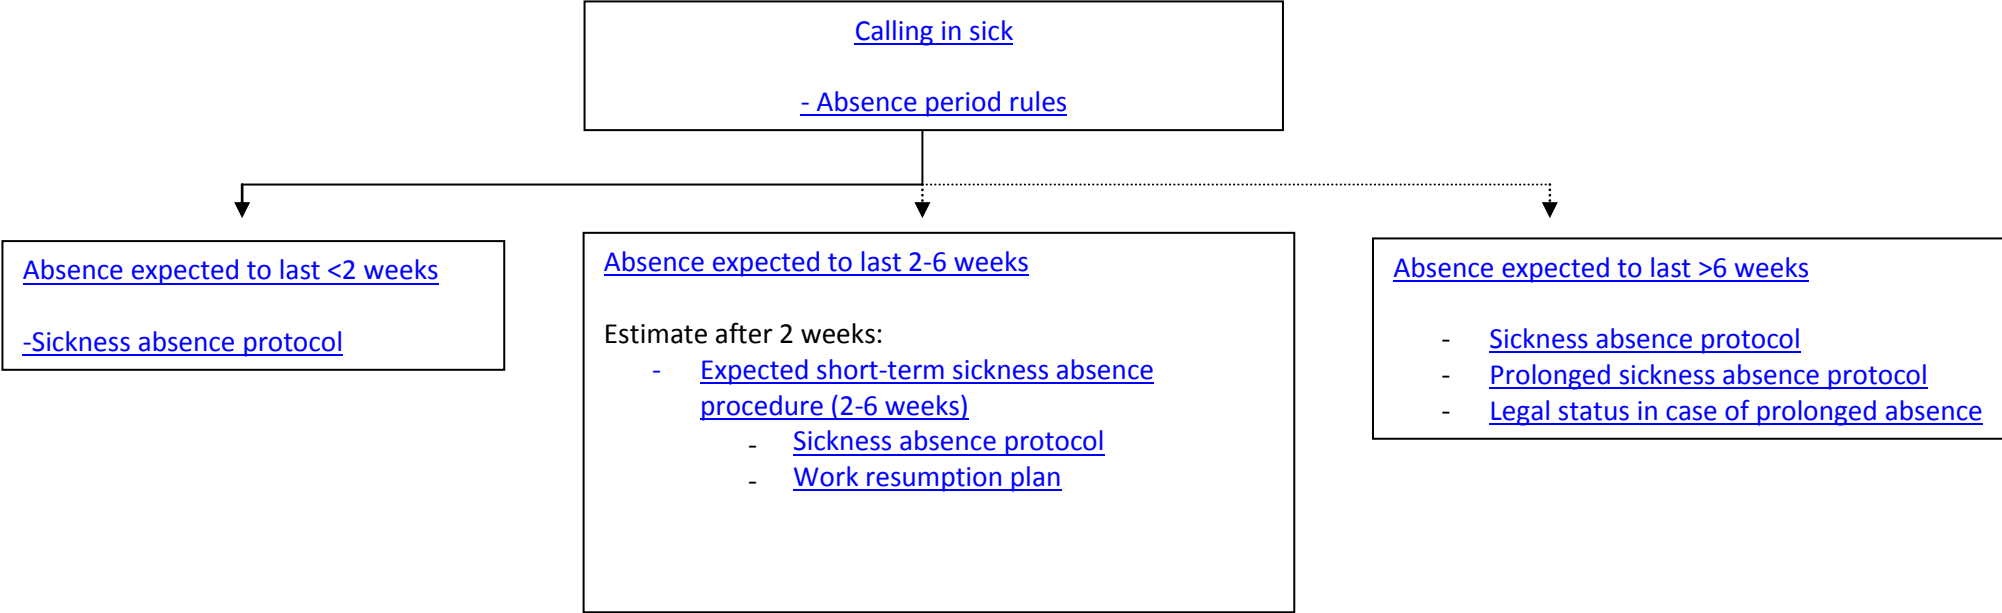 Calling in sick
- Absence period rules
Absence expected to last <2 weeks
-Sickness absence protocol
Absence expected to last 2-6 weeks
Estimate after 2 weeks:
- Expected short-term sickness absence
procedure (2-6 weeks)
- Sickness absence protocol
- Work resumption plan
Absence expected to last >6 weeks
- Sickness absence protocol
- Prolonged sickness absence protocol
- Legal status in case of prolonged absence